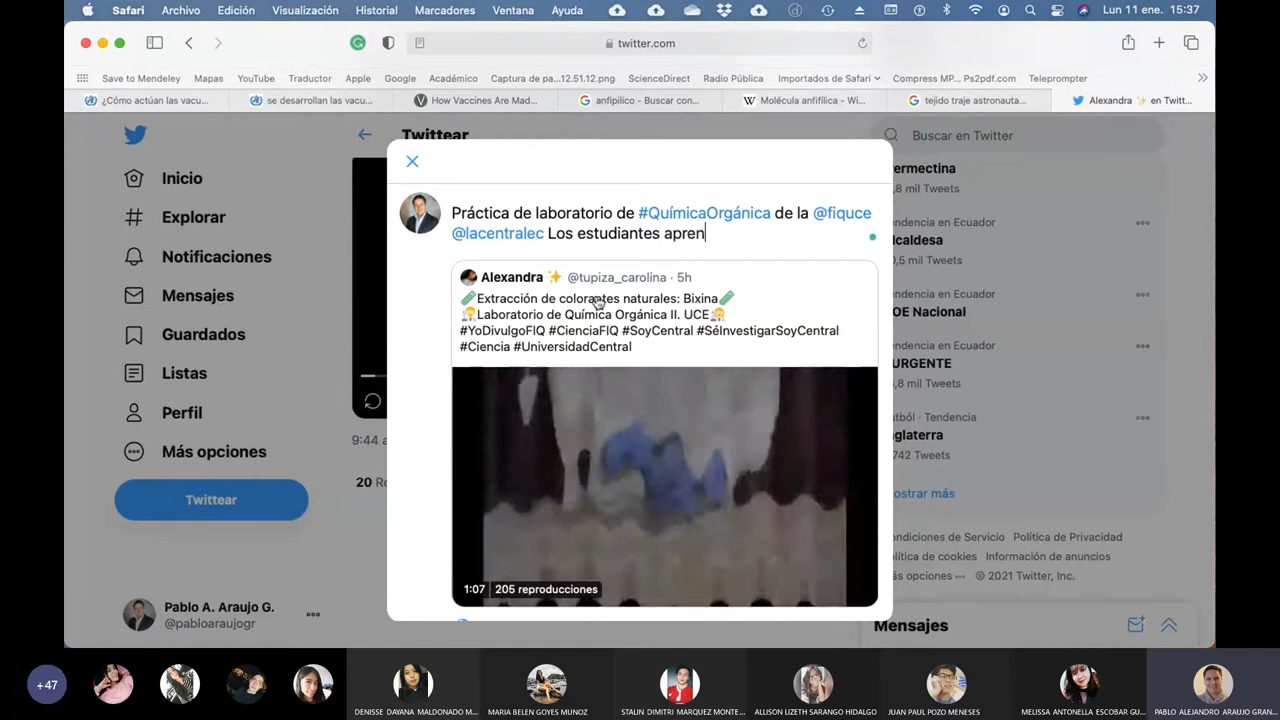 Safari Archivo Edición Visualización Historial Marcadores Ventana Ayuda Lun 11 ene. 15:37
twitter.com
Save to Mendeley Mapas YouTube Traductor Apple Google Académico Captura de pa...12.51.12.png ScienceDirect Radio Pública Importados de Safari Compress MP... Ps2pdf.com Teleprompter
¿Cómo actúan las vacu... se desarrollan las vacu... How Vaccines Are Mad... anfipilico - Buscar con... Molécula anfifílica - Wi... tejido traje astronauta... Alexandra ✨ en Twitt...
Twittear
Buscar en Twitter
Inicio
Explorar
Notificaciones
Mensajes
Guardados
Listas
Perfil
Más opciones
Twittear
Pablo A. Araujo G.
@pabloaraujogr
9:44 a
20 Re
Práctica de laboratorio de #QuímicaOrgánica de la @fiquce
@lacentralec Los estudiantes apren
Alexandra ✨ @tupiza_carolina · 5h
🧪Extracción de colorantes naturales: Bixina🧪
👩‍🔬Laboratorio de Química Orgánica II. UCE👩‍🔬
#YoDivulgoFIQ #CienciaFIQ #SoyCentral #SéInvestigarSoyCentral
#Ciencia #UniversidadCentral
1:07 205 reproducciones
vermectina
,8 mil Tweets
endencia en Ecuador
lcaldesa
0,5 mil Tweets
endencia en Ecuador
OE Nacional
endencia en Ecuador
URGENTE
,8 mil Tweets
útbol · Tendencia
nglaterra
742 Tweets
ostrar más
ondiciones de Servicio Política de Privacidad
olítica de cookies Información de anuncios
ás opciones © 2021 Twitter, Inc.
Mensajes
+47
DENISSE DAYANA MALDONADO M... MARIA BELEN GOYES MUNOZ STALIN DIMITRI MARQUEZ MONTE... ALLISON LIZETH SARANGO HIDALGO JUAN PAUL POZO MENESES MELISSA ANTONELLA ESCOBAR GU... PABLO ALEJANDRO ARAUJO GRAN...